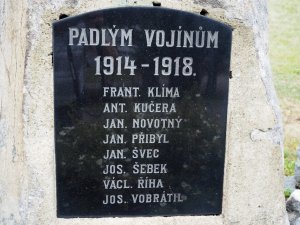 PADLÝM VOJÍNŮM
1914 - 1918.
FRANT. KLÍMA
ANT. KUČERA
JAN. NOVOTNÝ
JAN. PŘIBYL
JAN. ŠVEC
JOS. ŠEBEK
VÁCL. ŘÍHA
JOS. VOBRÁTIL